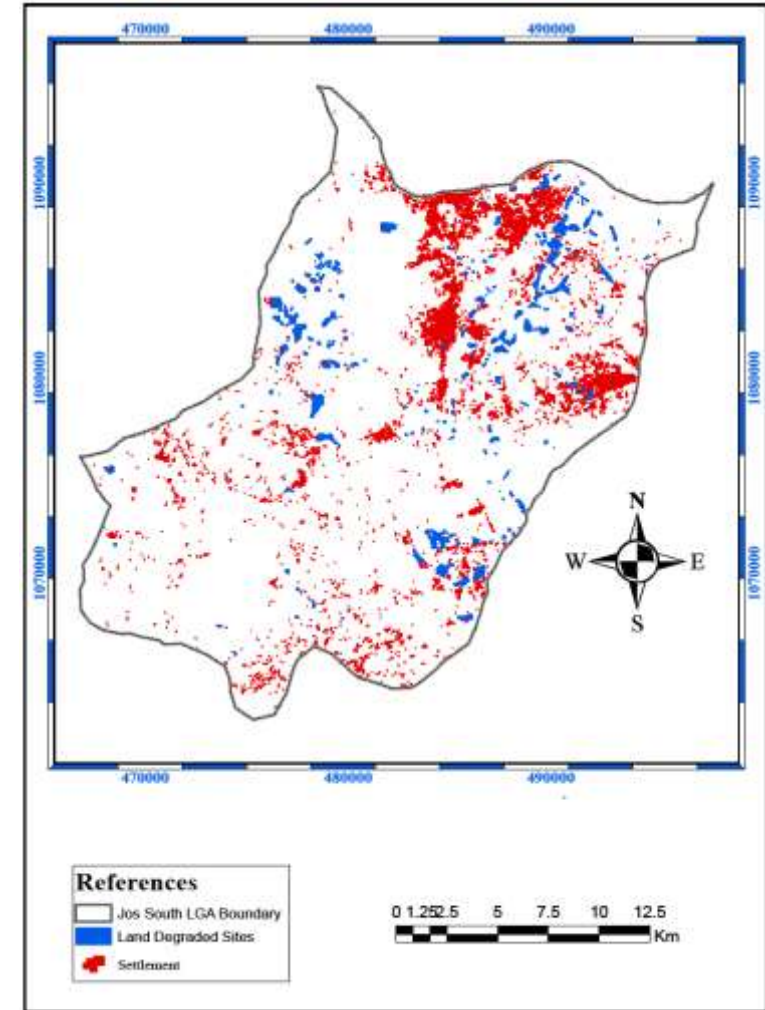 470000 480000 490000
1090000 1090000
1080000 1080000
1070000 1070000
N
W E
S
470000 480000 490000
References
Jos South LGA Boundary
Land Degraded Sites
Settlement
0 1.25 2.5 5 7.5 10 12.5
Km